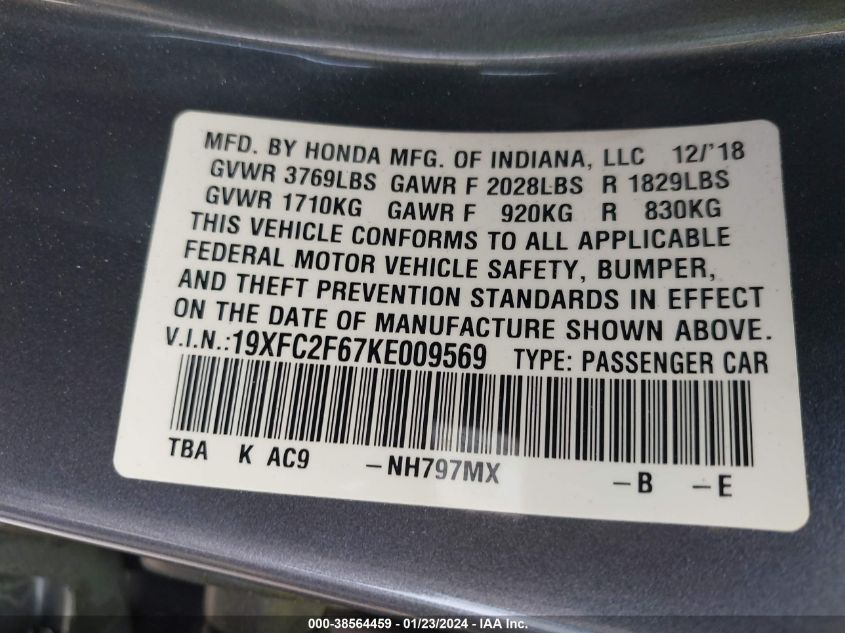 MFD. BY HONDA MFG. OF INDIANA, LLC 12/'18
GVWR 3769LBS GAWR F 2028LBS R 1829LBS
GVWR 1710KG GAWR F 920KG R 830KG
THIS VEHICLE CONFORMS TO ALL APPLICABLE
FEDERAL MOTOR VEHICLE SAFETY, BUMPER,
AND THEFT PREVENTION STANDARDS IN EFFECT
ON THE DATE OF MANUFACTURE SHOWN ABOVE.
V.I.N.:19XFC2F67KE009569 TYPE: PASSENGER CAR
TBA K AC9 -NH797MX -B -E
000-38564459 - 01/23/2024 - IAA Inc.